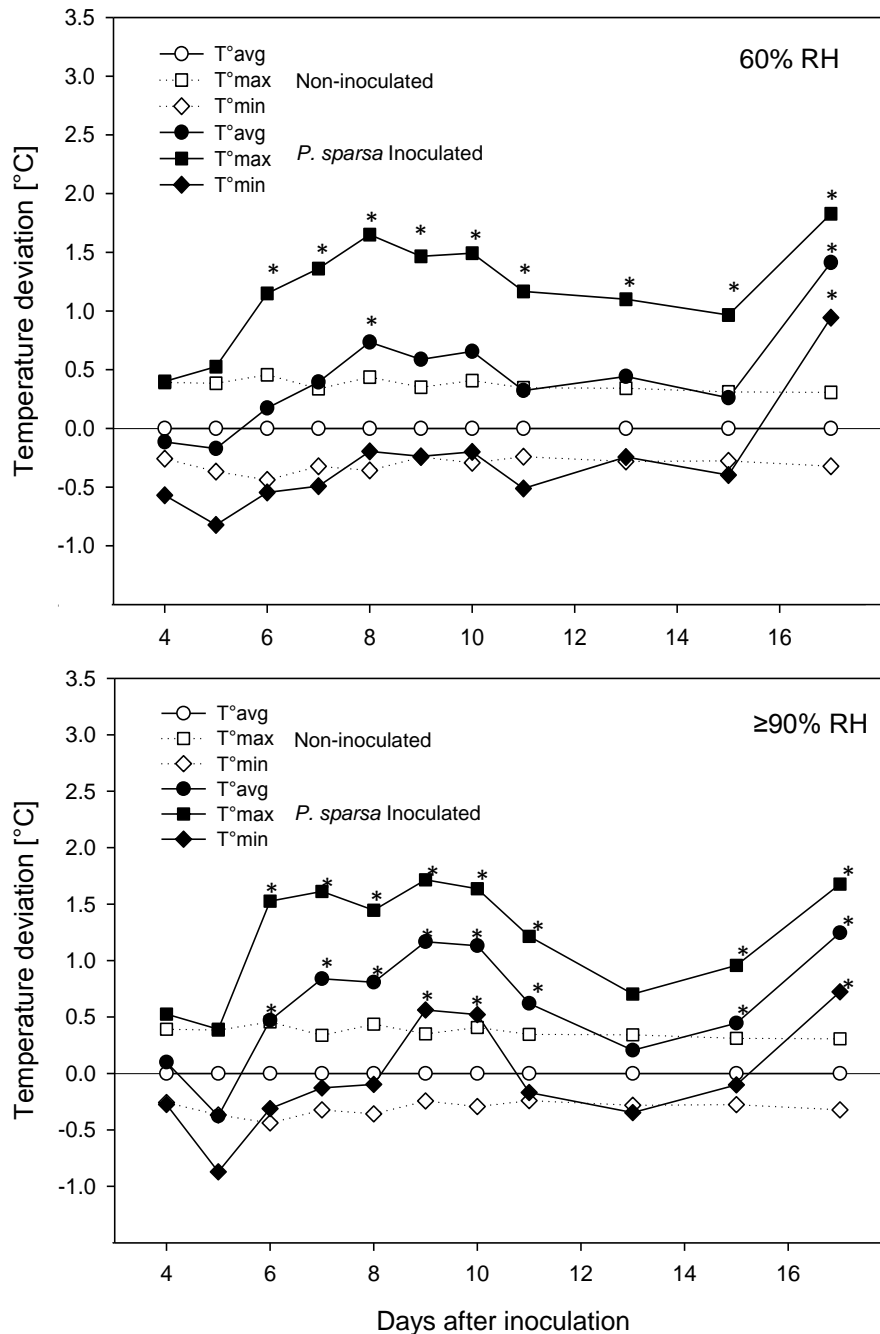 3.5
60% RH
T°avg
3.0
T°max Non-inoculated
T°min
2.5
T°avg
T°max P. sparsa Inoculated
2.0
T°min
* * * * * * * * * *
1.5
*
1.0
*
*
0.5
0.0
-0.5
-1.0
Temperature deviation [°C]
4 6 8 10 12 14 16
3.5
≥90% RH
T°avg
3.0
T°max Non-inoculated
T°min
2.5
T°avg
T°max P. sparsa Inoculated
2.0
T°min
* * * * * * * *
1.5
* * * * * * * *
1.0
* * *
0.5
0.0
-0.5
-1.0
Temperature deviation [°C]
4 6 8 10 12 14 16
Days after inoculation